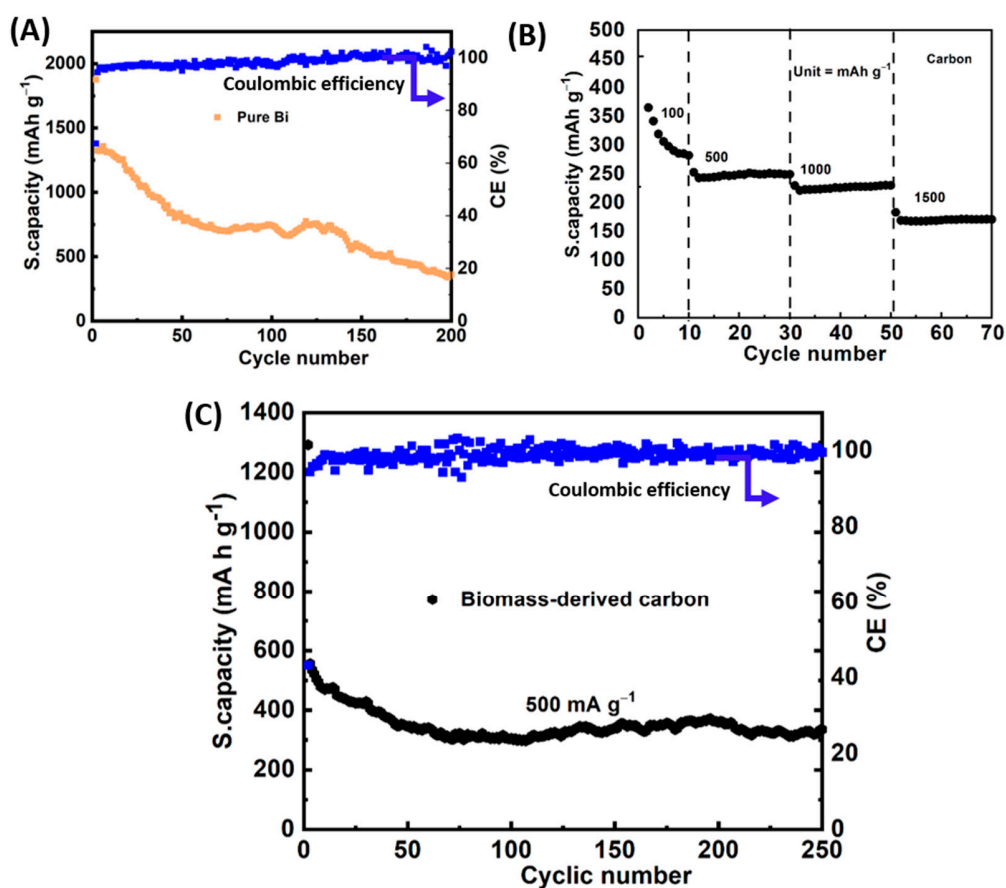 (A)
2000
1750
1500
1250
1000
750
500
250
0
S.capacity (mAh g⁻¹)
Coulombic efficiency
Pure Bi
100
80
60
40
20
0
CE (%)
0 50 100 150 200
Cycle number
(B)
500
450
400
350
300
250
200
150
100
50
0
S.capacity (mAh g⁻¹)
Unit = mAh g⁻¹
Carbon
100
500
1000
1500
0 10 20 30 40 50 60 70
Cycle number
(C)
1400
1200
1000
800
600
400
200
0
S.capacity (mA h g⁻¹)
Coulombic efficiency
Biomass-derived carbon
500 mA g⁻¹
100
80
60
40
20
0
CE (%)
0 50 100 150 200 250
Cyclic number